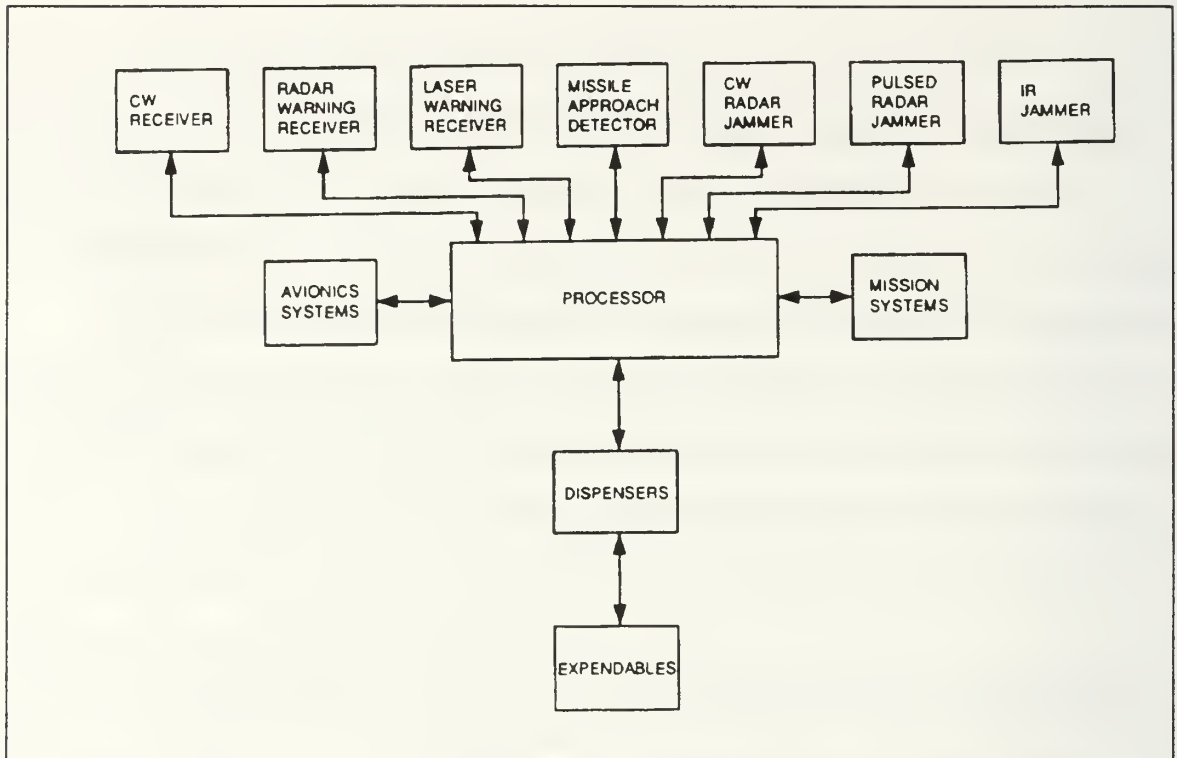 CW
RECEIVER
RADAR
WARNING
RECEIVER
LASER
WARNING
RECEIVER
MISSILE
APPROACH
DETECTOR
CW
RADAR
JAMMER
PULSED
RADAR
JAMMER
IR
JAMMER
AVIONICS
SYSTEMS
PROCESSOR
MISSION
SYSTEMS
DISPENSERS
EXPENDABLES